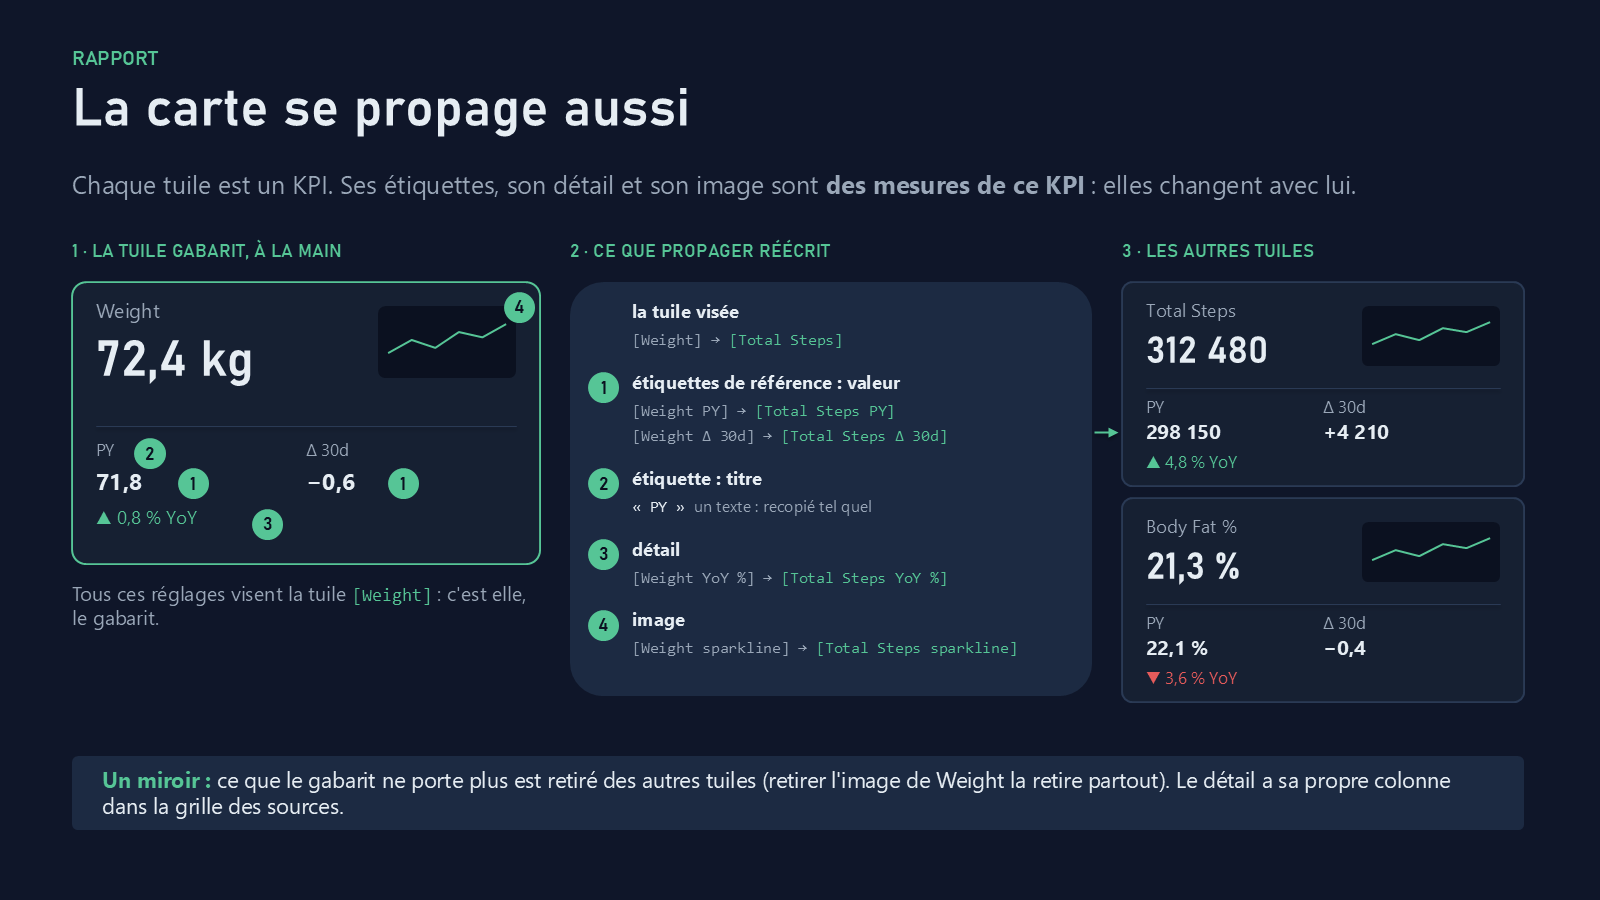 RAPPORT
La carte se propage aussi
Chaque tuile est un KPI. Ses étiquettes, son détail et son image sont des mesures de ce KPI : elles changent avec lui.
1 · LA TUILE GABARIT, À LA MAIN
Weight
4
72,4 kg
PY
2
Δ 30d
71,8
1
−0,6
1
▲ 0,8 % YoY
3
Tous ces réglages visent la tuile [Weight] : c'est elle,
le gabarit.
2 · CE QUE PROPAGER RÉÉCRIT
la tuile visée
[Weight] → [Total Steps]
1 étiquettes de référence : valeur
[Weight PY] → [Total Steps PY]
[Weight Δ 30d] → [Total Steps Δ 30d]
2 étiquette : titre
« PY » un texte : recopié tel quel
3 détail
[Weight YoY %] → [Total Steps YoY %]
4 image
[Weight sparkline] → [Total Steps sparkline]
3 · LES AUTRES TUILES
Total Steps
312 480
PY Δ 30d
298 150 +4 210
▲ 4,8 % YoY
Body Fat %
21,3 %
PY Δ 30d
22,1 % −0,4
▼ 3,6 % YoY
Un miroir : ce que le gabarit ne porte plus est retiré des autres tuiles (retirer l'image de Weight la retire partout). Le détail a sa propre colonne
dans la grille des sources.